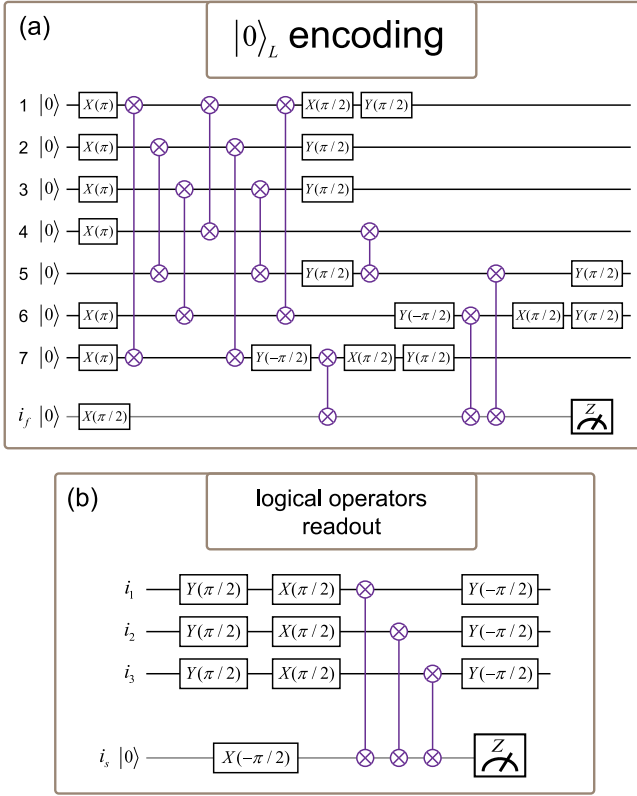 (a)
|0⟩_L encoding
1 |0⟩ X(π) X(π/2) Y(π/2)
2 |0⟩ X(π) Y(π/2)
3 |0⟩ X(π) Y(π/2)
4 |0⟩ X(π)
5 |0⟩ Y(π/2) Y(π/2)
6 |0⟩ X(π) Y(-π/2) X(π/2) Y(π/2)
7 |0⟩ X(π) Y(-π/2) X(π/2) Y(π/2)
i_f |0⟩ X(π/2) Z
(b)
logical operators
readout
i_1 Y(π/2) X(π/2) Y(-π/2)
i_2 Y(π/2) X(π/2) Y(-π/2)
i_3 Y(π/2) X(π/2) Y(-π/2)
i_s |0⟩ X(-π/2) Z